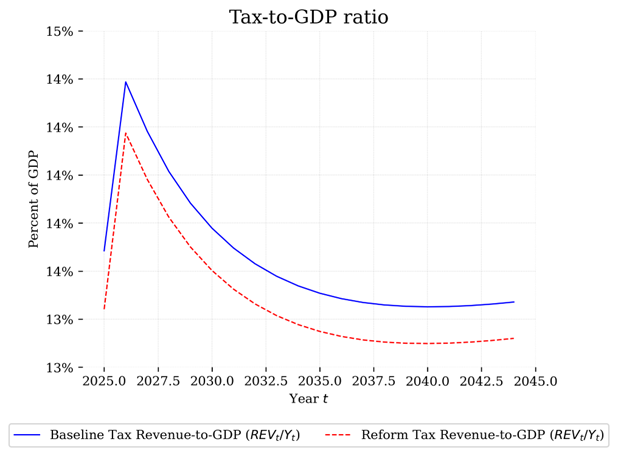 Tax-to-GDP ratio
15%
14%
14%
14%
14%
14%
13%
13%
Percent of GDP
2025.0 2027.5 2030.0 2032.5 2035.0 2037.5 2040.0 2042.5 2045.0
Year t
Baseline Tax Revenue-to-GDP (REVₜ/Yₜ) Reform Tax Revenue-to-GDP (REVₜ/Yₜ)